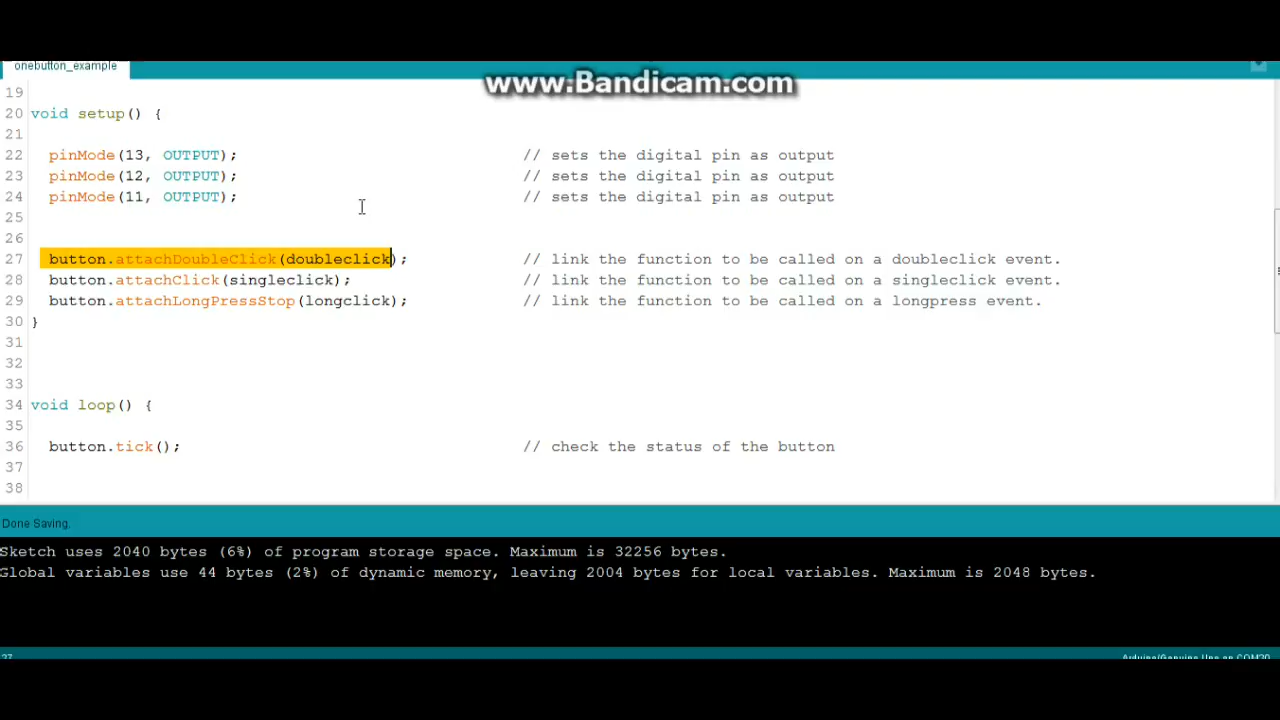 www.Bandicam.com
onebutton_example
19
20 void setup() {
21
22 pinMode(13, OUTPUT); // sets the digital pin as output
23 pinMode(12, OUTPUT); // sets the digital pin as output
24 pinMode(11, OUTPUT); // sets the digital pin as output
25
26
27 button.attachDoubleClick(doubleclick); // link the function to be called on a doubleclick event.
28 button.attachClick(singleclick); // link the function to be called on a singleclick event.
29 button.attachLongPressStop(longclick); // link the function to be called on a longpress event.
30 }
31
32
33
34 void loop() {
35
36 button.tick(); // check the status of the button
37
38
Done Saving.
Sketch uses 2040 bytes (6%) of program storage space. Maximum is 32256 bytes.
Global variables use 44 bytes (2%) of dynamic memory, leaving 2004 bytes for local variables. Maximum is 2048 bytes.
27 Arduino/Genuino Uno on COM20